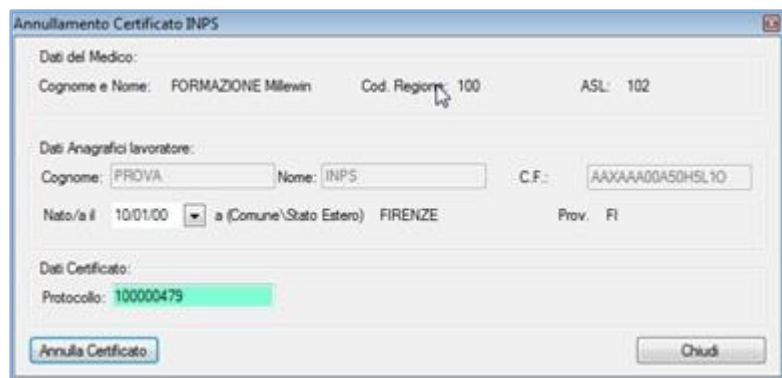 Annullamento Certificato INPS
Dati del Medico:
Cognome e Nome: FORMAZIONE Millewin Cod. Regione: 100 ASL: 102
Dati Anagrafici lavoratore:
Cognome: PROVA Nome: INPS C.F.: AAXAAA00A50H5L1O
Nato/a il 10/01/00 a (Comune\Stato Estero) FIRENZE Prov. FI
Dati Certificato:
Protocollo: 100000479
Annulla Certificato Chiudi